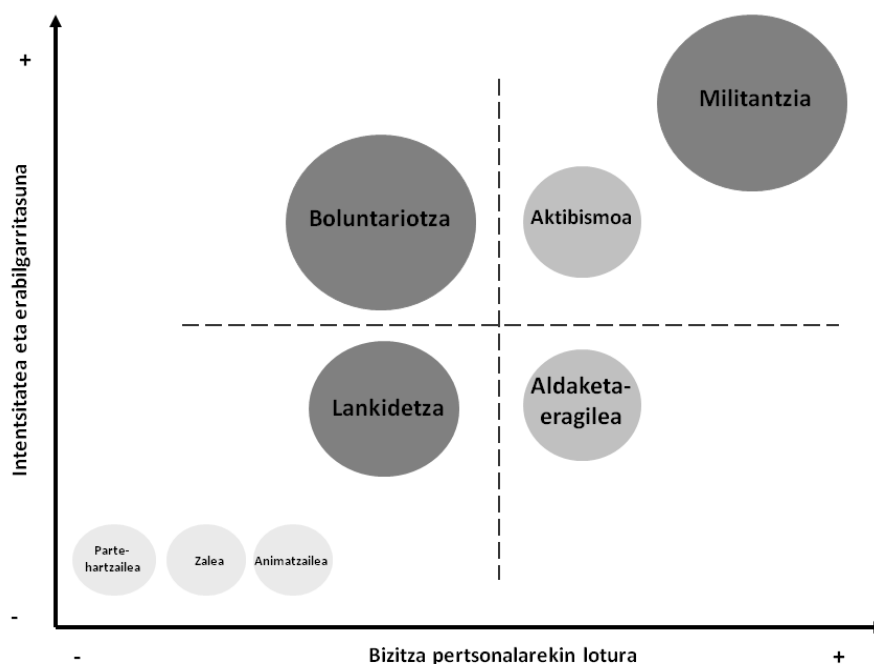 +
Militantzia
Boluntariotza
Aktibismoa
Intentsitatea eta erabilgarritasuna
Lankidetza
Aldaketa-
eragilea
Parte-
hartzailea
Zalea
Animatzailea
-
-
Bizitza pertsonalarekin lotura
+